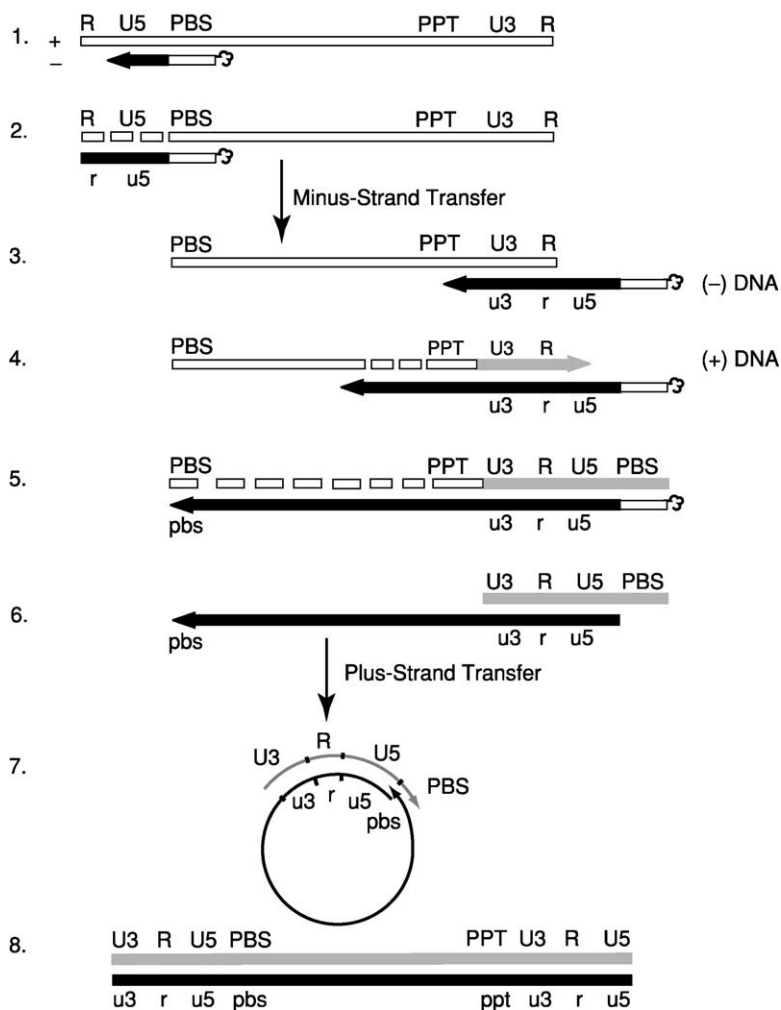 R U5 PBS PPT U3 R
1. +
–
R U5 PBS PPT U3 R
2.
r u5
Minus-Strand Transfer
PBS PPT U3 R
3.
(–) DNA
u3 r u5
PBS PPT U3 R
4. (+) DNA
u3 r u5
PBS PPT U3 R U5 PBS
5.
pbs u3 r u5
U3 R U5 PBS
6.
pbs u3 r u5
Plus-Strand Transfer
7. U3 R U5 PBS
u3 r u5 pbs
8. U3 R U5 PBS PPT U3 R U5
u3 r u5 pbs ppt u3 r u5